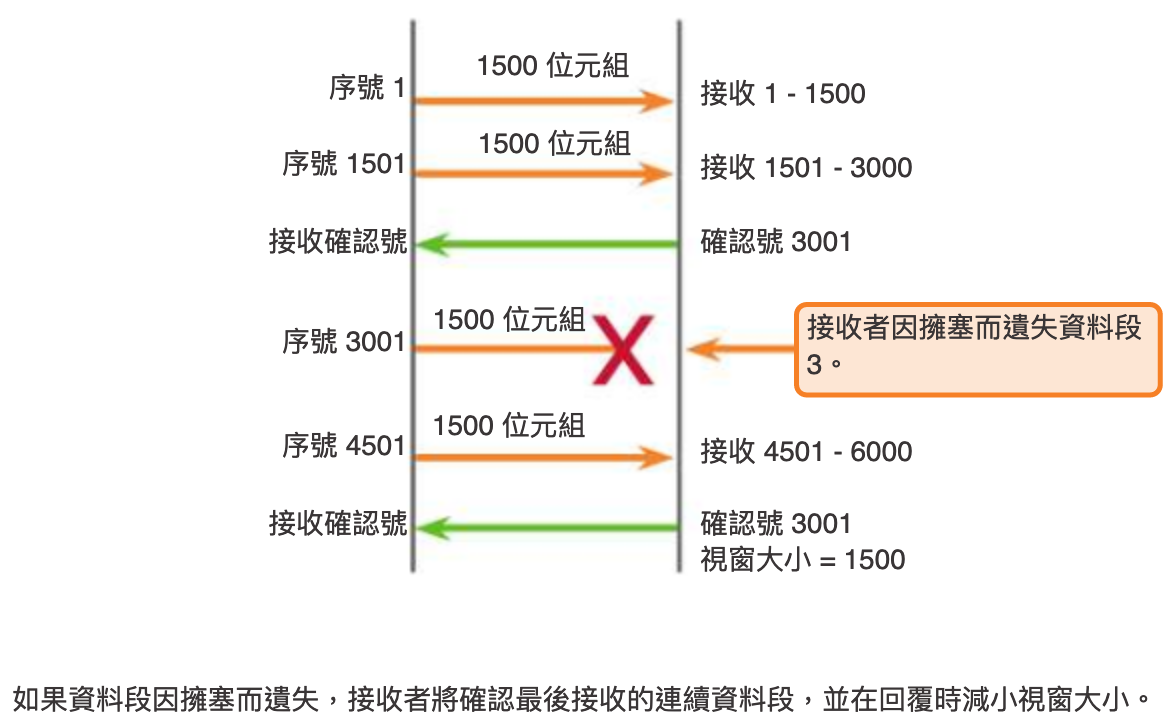 1500 位元組
序號 1
接收 1 - 1500
1500 位元組
序號 1501
接收 1501 - 3000
接收確認號
確認號 3001
1500 位元組
序號 3001
接收者因擁塞而遺失資料段
3。
1500 位元組
序號 4501
接收 4501 - 6000
接收確認號
確認號 3001
視窗大小 = 1500
如果資料段因擁塞而遺失，接收者將確認最後接收的連續資料段，並在回覆時減小視窗大小。